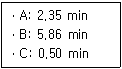 · A: 2.35 min
· B: 5.86 min
· C: 0.50 min